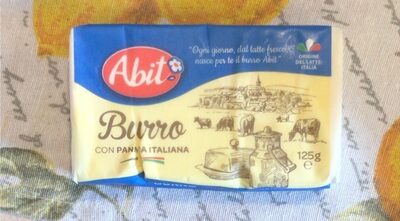 Abit
"Ogni giorno, dal latte fresco,
nasce per te il burro Abit"
ORIGINE
DEL LATTE:
ITALIA
Burro
CON PANNA ITALIANA
125g
e